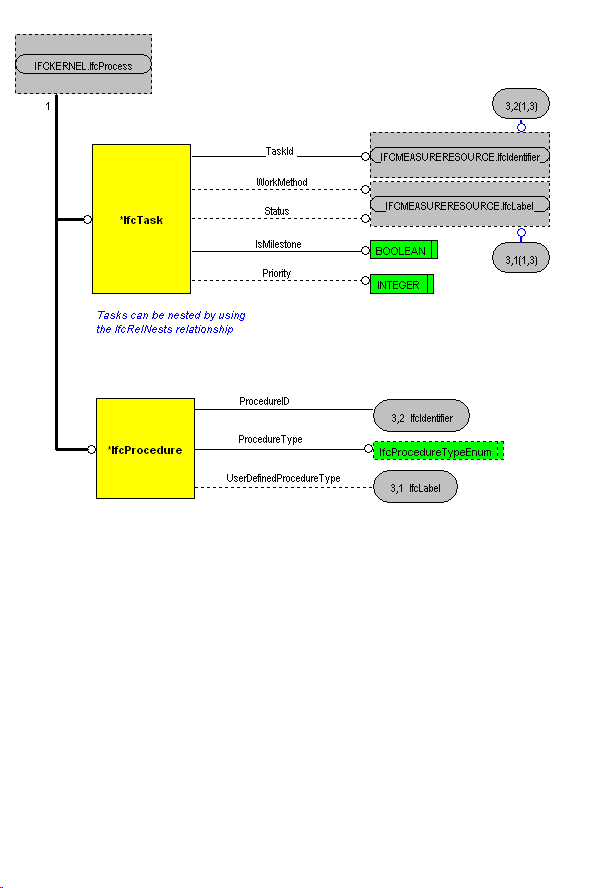 IFCKERNEL.IfcProcess
1
3,2(1,3)
*IfcTask
TaskId
IFCMEASURERESOURCE.IfcIdentifier
WorkMethod
IFCMEASURERESOURCE.IfcLabel
Status
IsMilestone
BOOLEAN
3,1(1,3)
Priority
INTEGER
Tasks can be nested by using
the IfcRelNests relationship
*IfcProcedure
ProcedureID
3,2 IfcIdentifier
ProcedureType
IfcProcedureTypeEnum
UserDefinedProcedureType
3,1 IfcLabel